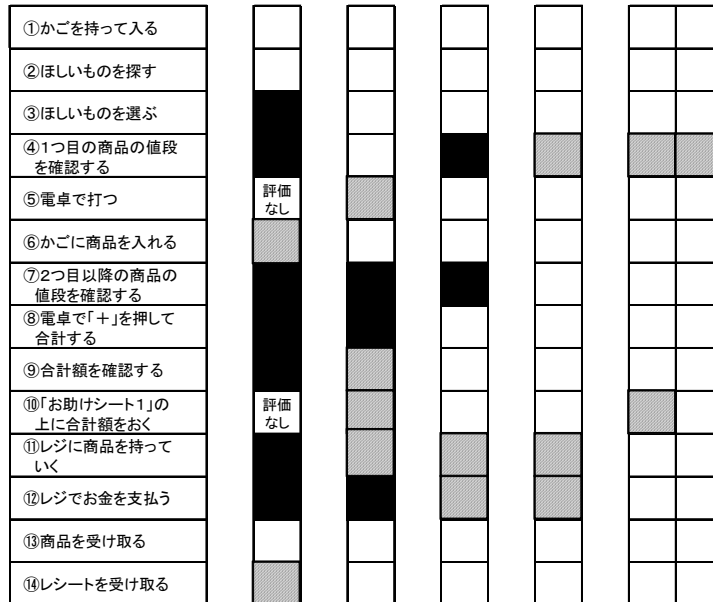 ①かごを持って入る
②ほしいものを探す
③ほしいものを選ぶ
④1つ目の商品の値段
を確認する
⑤電卓で打つ
評価
なし
⑥かごに商品を入れる
⑦2つ目以降の商品の
値段を確認する
⑧電卓で「＋」を押して
合計する
⑨合計額を確認する
⑩「お助けシート1」の
上に合計額をおく
評価
なし
⑪レジに商品を持って
いく
⑫レジでお金を支払う
⑬商品を受け取る
⑭レシートを受け取る